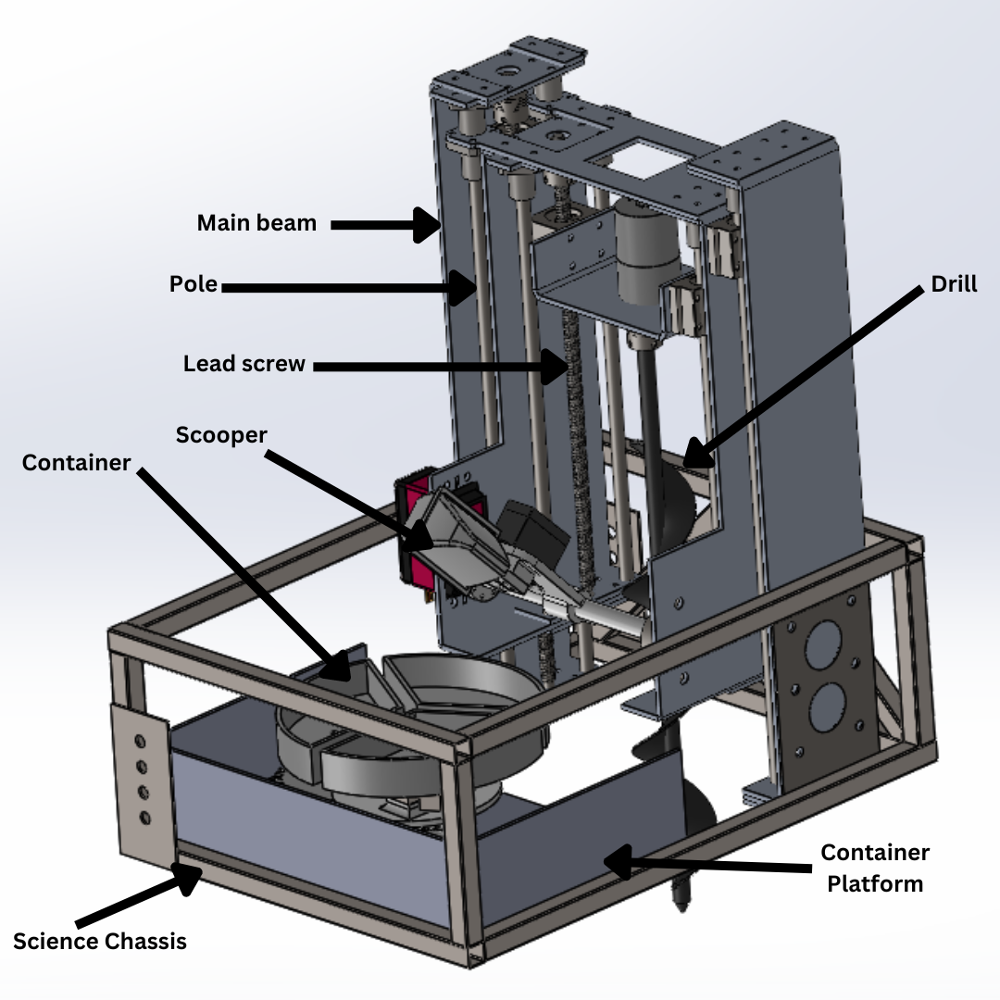 Main beam
Pole
Drill
Lead screw
Scooper
Container
Container
Platform
Science Chassis